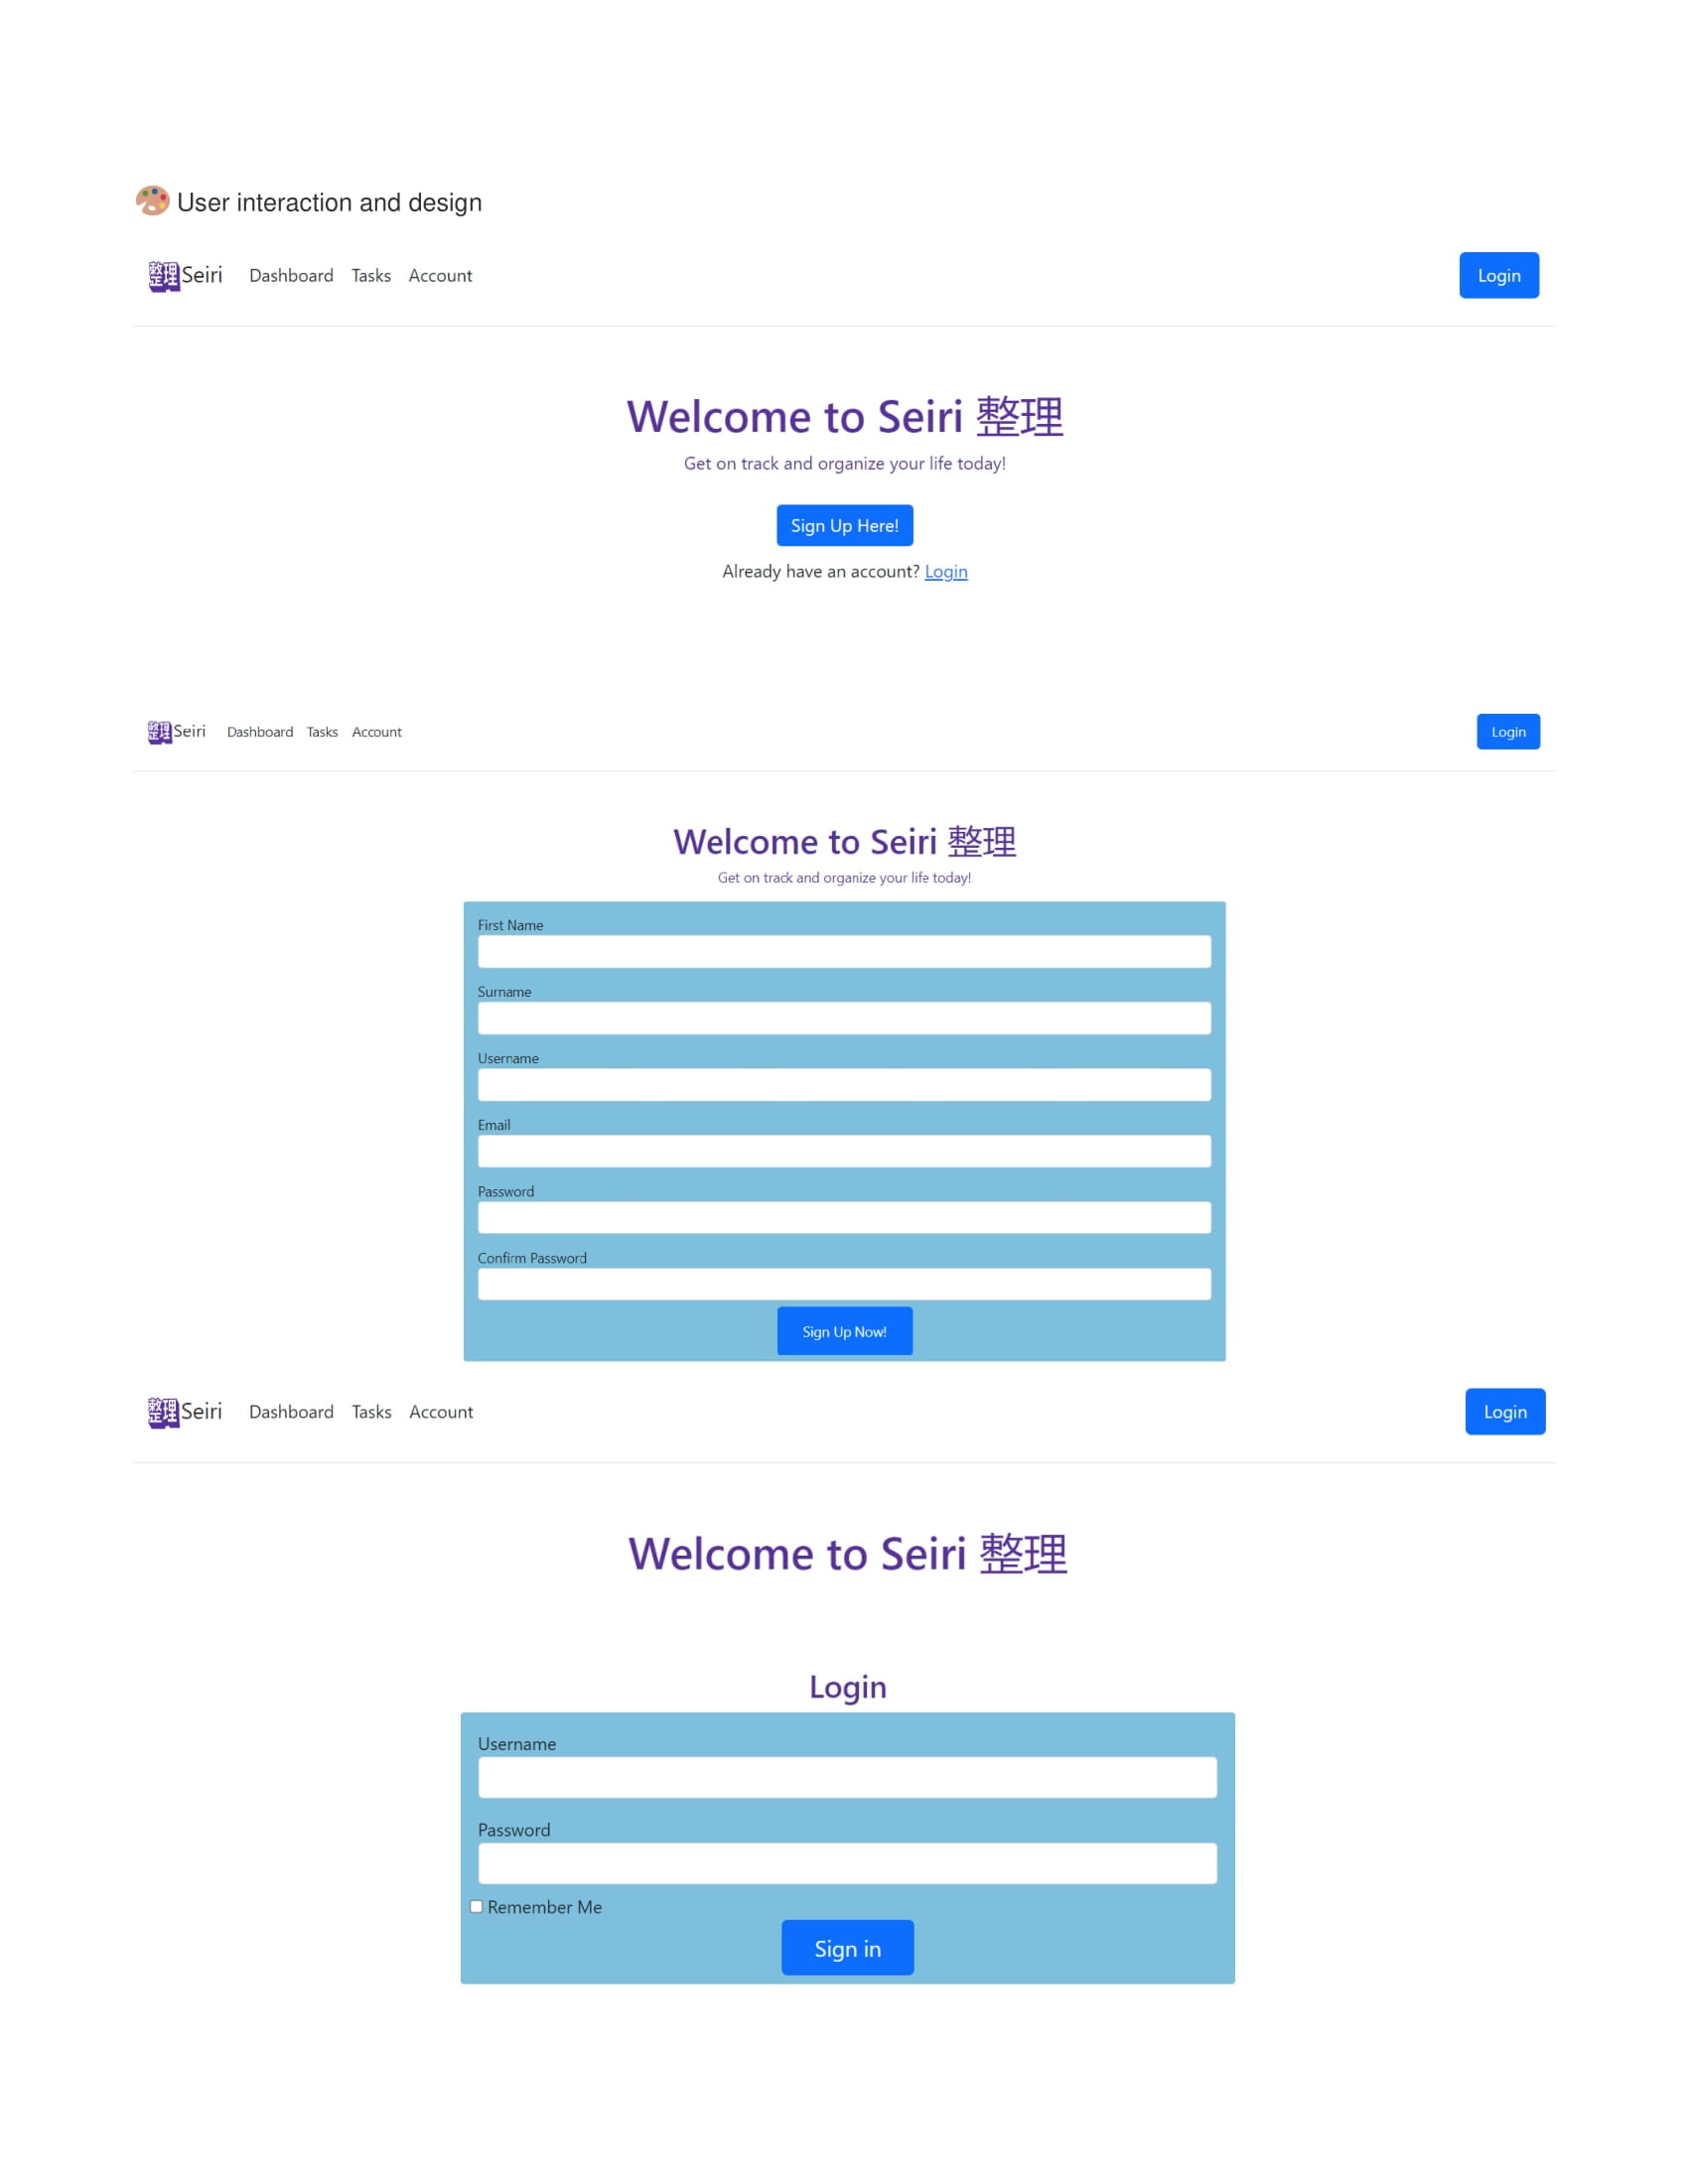 🎨 User interaction and design
整理 Seiri Dashboard Tasks Account Login
Welcome to Seiri 整理
Get on track and organize your life today!
Sign Up Here!
Already have an account? Login
整理 Seiri Dashboard Tasks Account Login
Welcome to Seiri 整理
Get on track and organize your life today!
First Name
Surname
Username
Email
Password
Confirm Password
Sign Up Now!
整理 Seiri Dashboard Tasks Account Login
Welcome to Seiri 整理
Login
Username
Password
Remember Me
Sign in